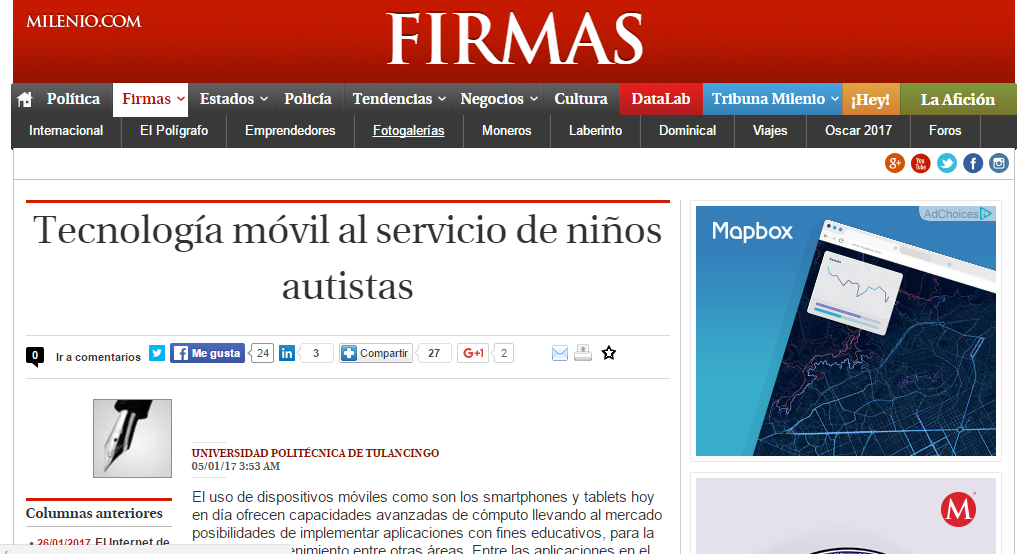 MILENIO.COM
FIRMAS
Política Firmas Estados Policía Tendencias Negocios Cultura DataLab Tribuna Milenio ¡Hey! La Afición
Internacional El Polígrafo Emprendedores Fotogalerías Moneros Laberinto Dominical Viajes Oscar 2017 Foros
Tecnología móvil al servicio de niños
autistas
0 Ir a comentarios Me gusta 24 in 3 Compartir 27 G+1 2
AdChoices
Mapbox
UNIVERSIDAD POLITÉCNICA DE TULANCINGO
05/01/17 3:53 AM
Columnas anteriores
26/01/2017 El Internet de
El uso de dispositivos móviles como son los smartphones y tablets hoy
en día ofrecen capacidades avanzadas de cómputo llevando al mercado
posibilidades de implementar aplicaciones con fines educativos, para la
entre otras áreas. Entre las aplicaciones en el
M